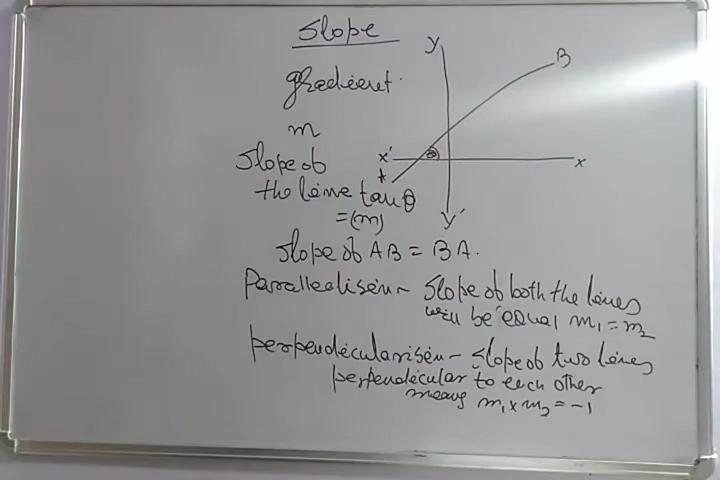 Slope
gradient.
m
Slope of
the line tan θ
= (m)
Y
B
X'
θ
X
A
Y'
Slope of AB = BA.
Parallelism - Slope of both the lines
will be equal m₁ = m₂
perpendicularism - Slope of two lines
perpendicular to each other
means m₁ x m₂ = -1